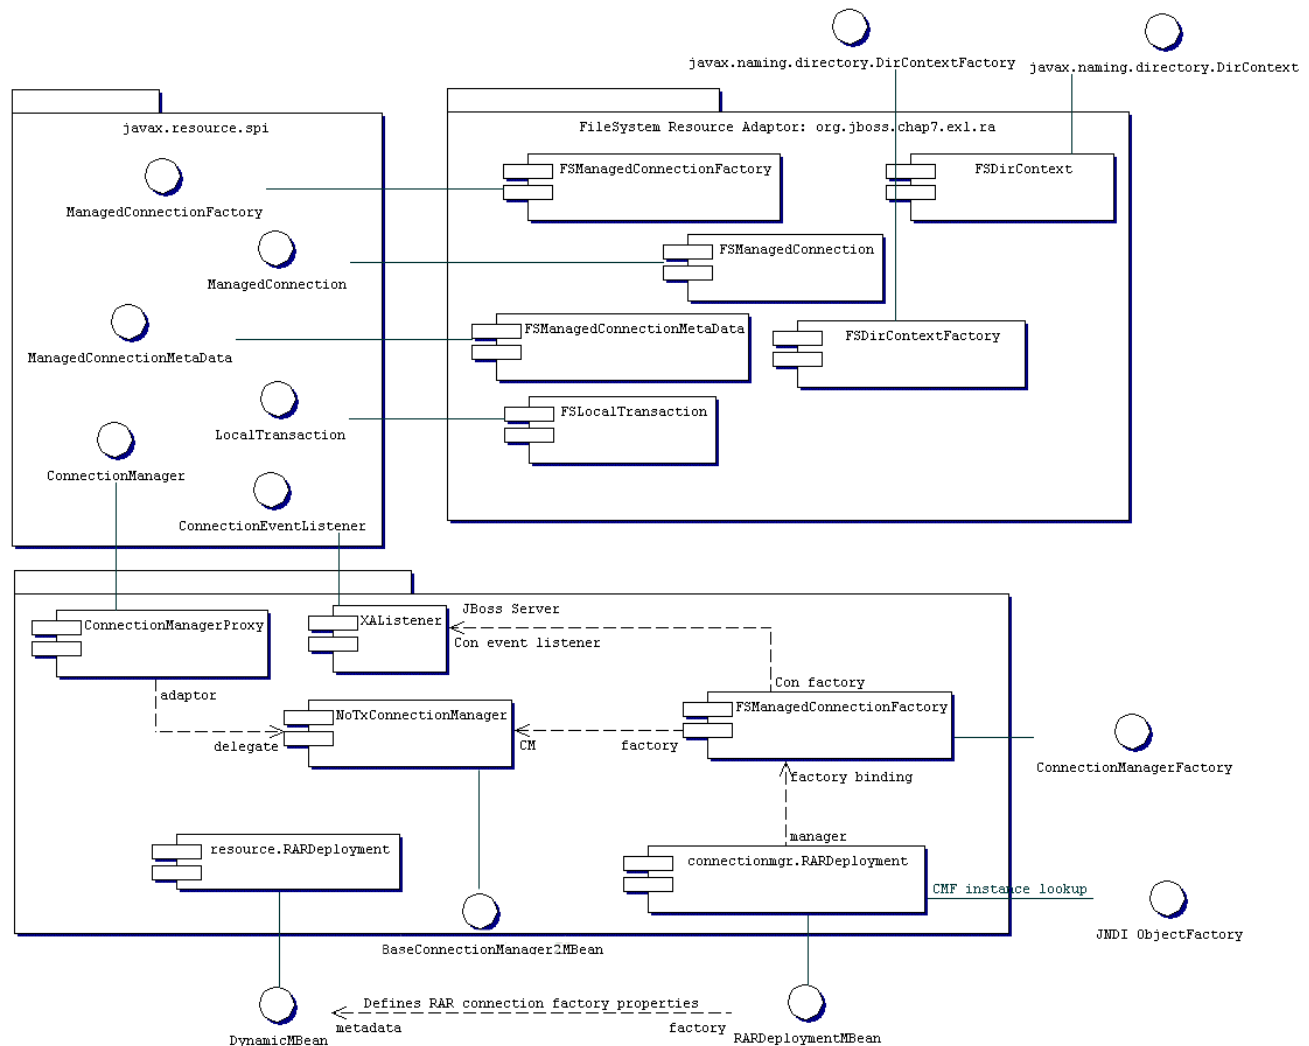 javax.naming.directory.DirContextFactory
javax.naming.directory.DirContext
javax.resource.spi
FileSystem Resource Adaptor: org.jboss.chap7.ex1.ra
ManagedConnectionFactory
FSManagedConnectionFactory
FSDirContext
ManagedConnection
FSManagedConnection
ManagedConnectionMetaData
FSManagedConnectionMetaData
FSDirContextFactory
LocalTransaction
FSLocalTransaction
ConnectionManager
ConnectionEventListener
JBoss Server
ConnectionManagerProxy
XAListener
Con event listener
adaptor
Con factory
NoTxConnectionManager
FSManagedConnectionFactory
delegate
CM
factory
ConnectionManagerFactory
factory binding
manager
resource.RARDeployment
connectionmgr.RARDeployment
CMF instance lookup
JNDI ObjectFactory
BaseConnectionManager2MBean
Defines RAR connection factory properties
metadata
factory
DynamicMBean
RARDeploymentMBean